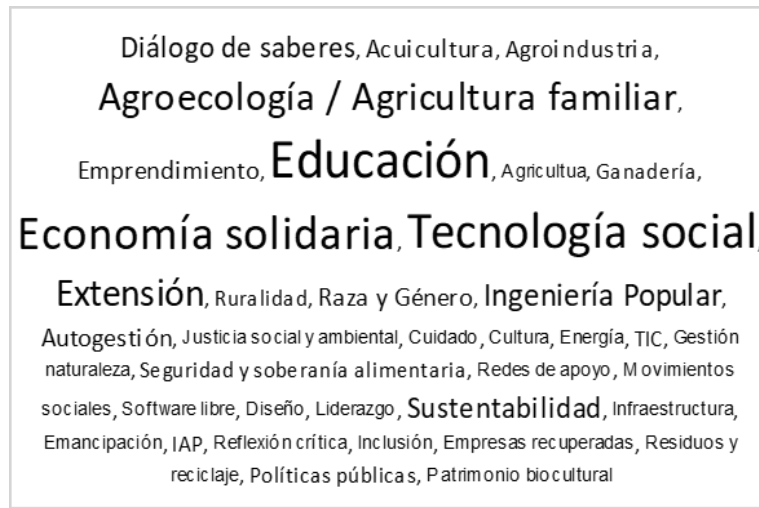 Diálogo de saberes, Acuicultura, Agroindustria,
Agroecología / Agricultura familiar,
Emprendimiento, Educación, Agricultua, Ganadería,
Economía solidaria, Tecnología social,
Extensión, Ruralidad, Raza y Género, Ingeniería Popular,
Autogestión, Justicia social y ambiental, Cuidado, Cultura, Energía, TIC, Gestión
naturaleza, Seguridad y soberanía alimentaria, Redes de apoyo, Movimientos
sociales, Software libre, Diseño, Liderazgo, Sustentabilidad, Infraestructura,
Emancipación, IAP, Reflexión crítica, Inclusión, Empresas recuperadas, Residuos y
reciclaje, Políticas públicas, Patrimonio biocultural